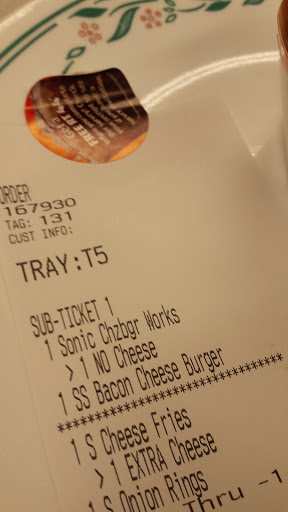 FREE
ORDER
167930
TAG: 131
CUST INFO:
TRAY:T5
SUB-TICKET 1
1 Sonic Chzbgr Works
> 1 NO Cheese
1 SS Bacon Cheese Burger
********************************
1 S Cheese Fries
> 1 EXTRA Cheese
1 S Onion Rings
Thru -1